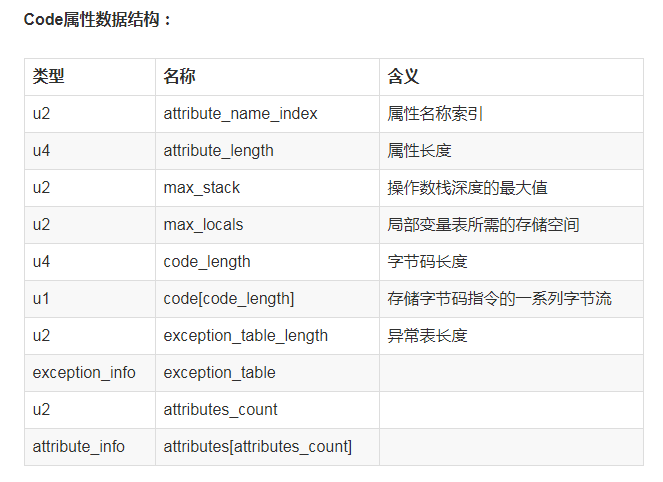 Code属性数据结构：
类型 名称 含义
u2 attribute_name_index 属性名称索引
u4 attribute_length 属性长度
u2 max_stack 操作数栈深度的最大值
u2 max_locals 局部变量表所需的存储空间
u4 code_length 字节码长度
u1 code[code_length] 存储字节码指令的一系列字节流
u2 exception_table_length 异常表长度
exception_info exception_table
u2 attributes_count
attribute_info attributes[attributes_count]